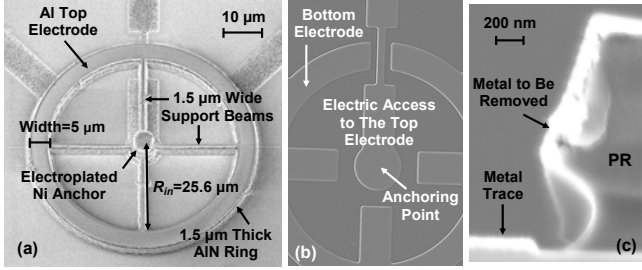 Al Top
Electrode
10 µm
1.5 µm Wide
Support Beams
Width=5 µm
Electroplated
Ni Anchor
R_in=25.6 µm
1.5 µm Thick
AlN Ring
(a)
Bottom
Electrode
Electric Access
to The Top
Electrode
Anchoring
Point
(b)
200 nm
Metal to Be
Removed
PR
Metal
Trace
(c)